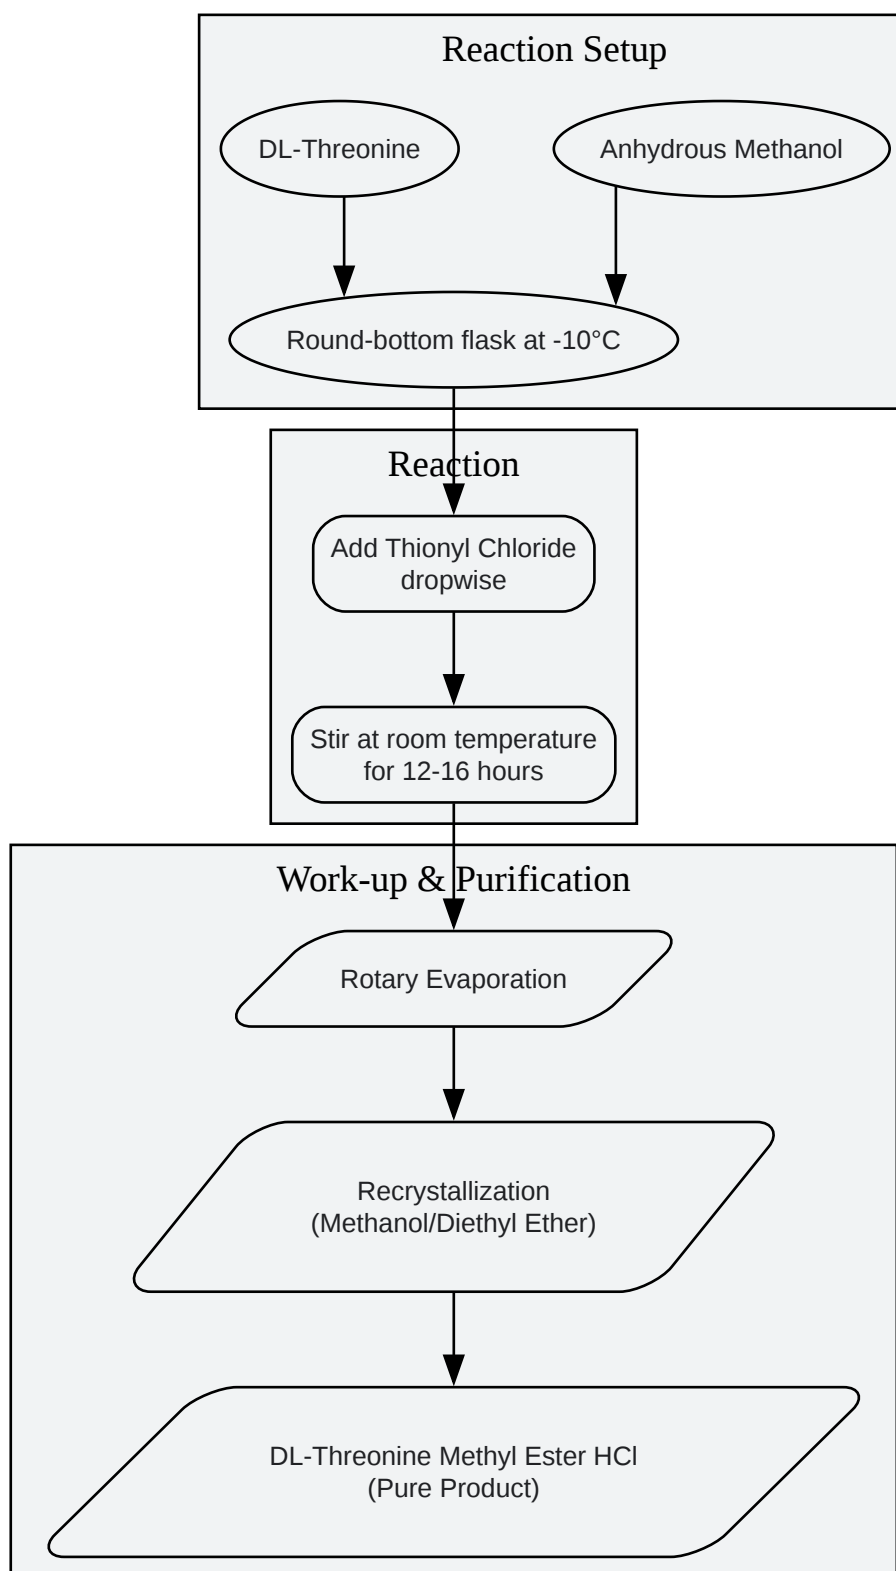 Reaction Setup
DL-Threonine
Anhydrous Methanol
Round-bottom flask at -10°C
Reaction
Add Thionyl Chloride
dropwise
Stir at room temperature
for 12-16 hours
Work-up & Purification
Rotary Evaporation
Recrystallization
(Methanol/Diethyl Ether)
DL-Threonine Methyl Ester HCl
(Pure Product)